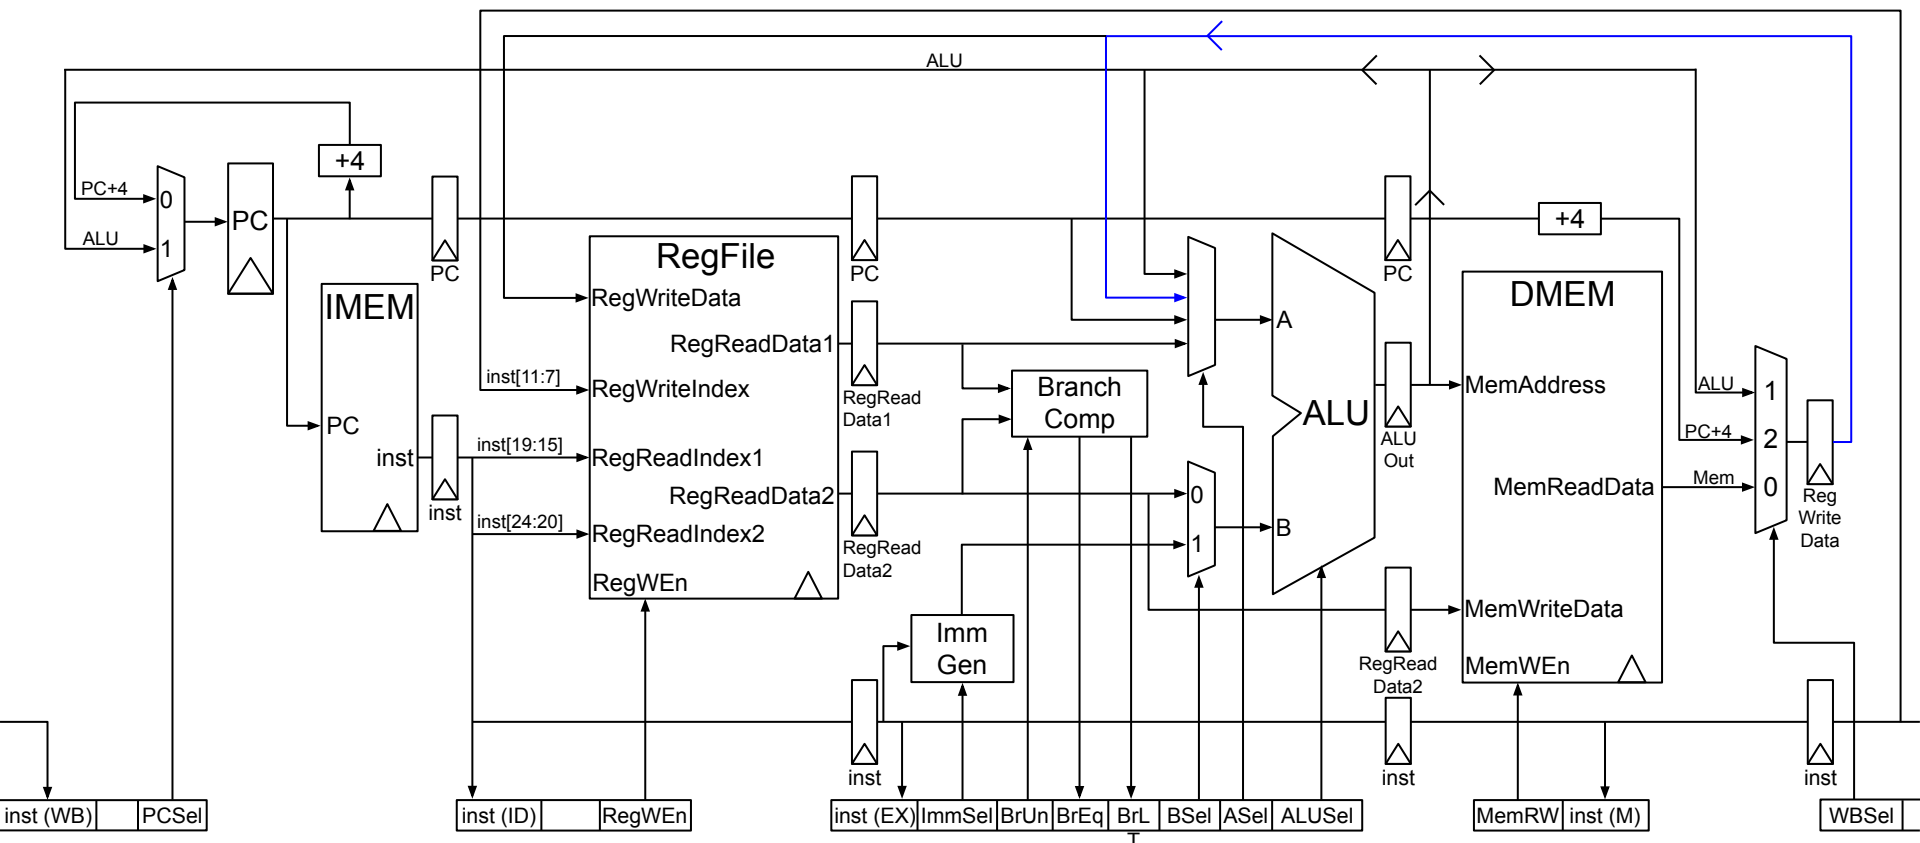 ALU
+4
PC+4
0
PC
ALU
1
PC
PC
PC
+4
IMEM
PC
inst
inst
RegFile
RegWriteData
RegReadData1
inst[11:7]
RegWriteIndex
inst[19:15]
RegReadIndex1
RegReadData2
inst[24:20]
RegReadIndex2
RegWEn
RegRead
Data1
RegRead
Data2
Branch
Comp
Imm
Gen
0
1
A
ALU
B
ALU
Out
RegRead
Data2
DMEM
MemAddress
MemReadData
MemWriteData
MemWEn
ALU
1
PC+4
2
Mem
0
Reg
Write
Data
inst
inst
inst
inst (WB)
PCSel
inst (ID)
RegWEn
inst (EX)
ImmSel
BrUn
BrEq
BrL
T
BSel
ASel
ALUSel
MemRW
inst (M)
WBSel